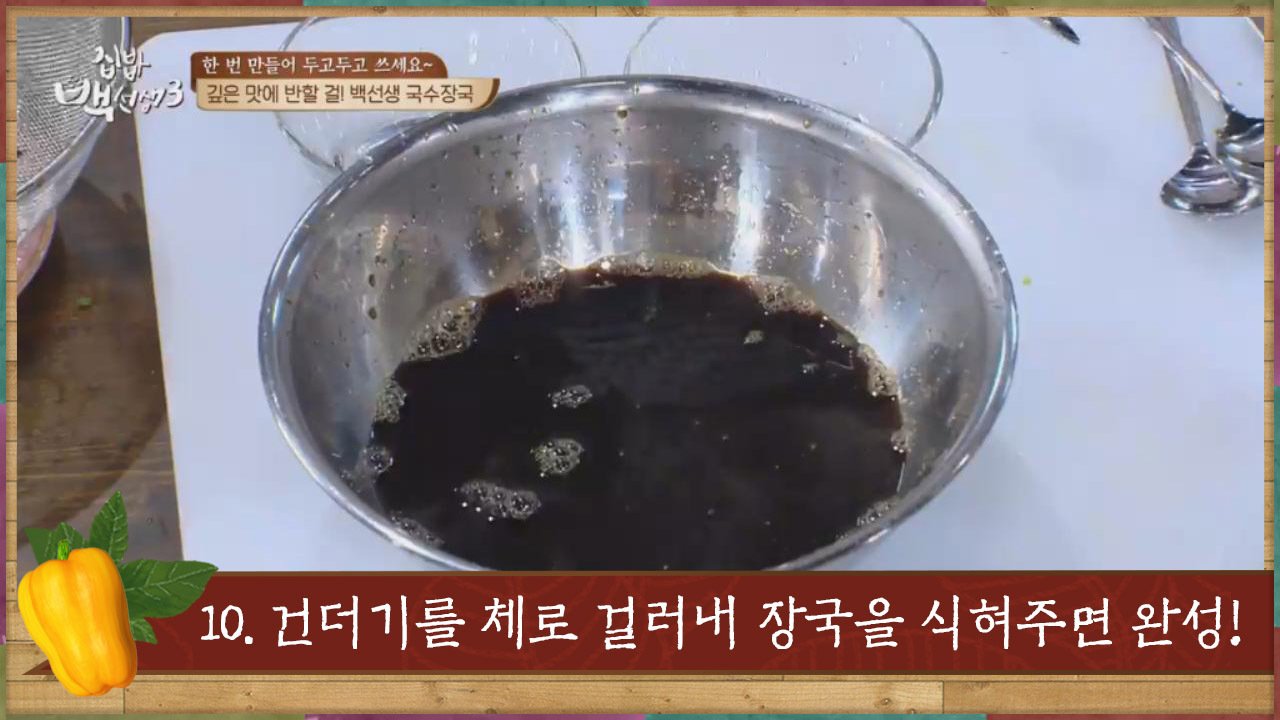 집밥
백선생3
한 번 만들어 두고두고 쓰세요~
깊은 맛에 반할 걸! 백선생 국수장국
10. 건더기를 체로 걸러내 장국을 식혀주면 완성!